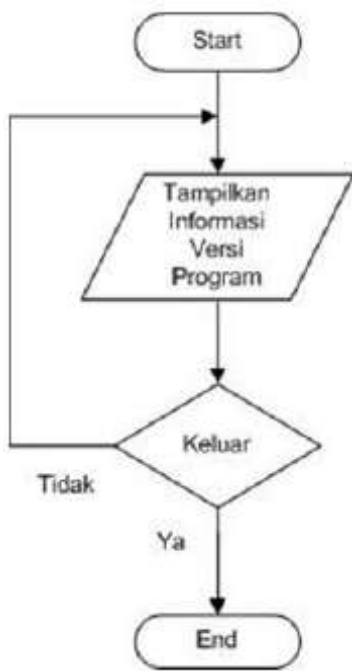 Start
Tampilkan
Informasi
Versi
Program
Keluar
Tidak
Ya
End